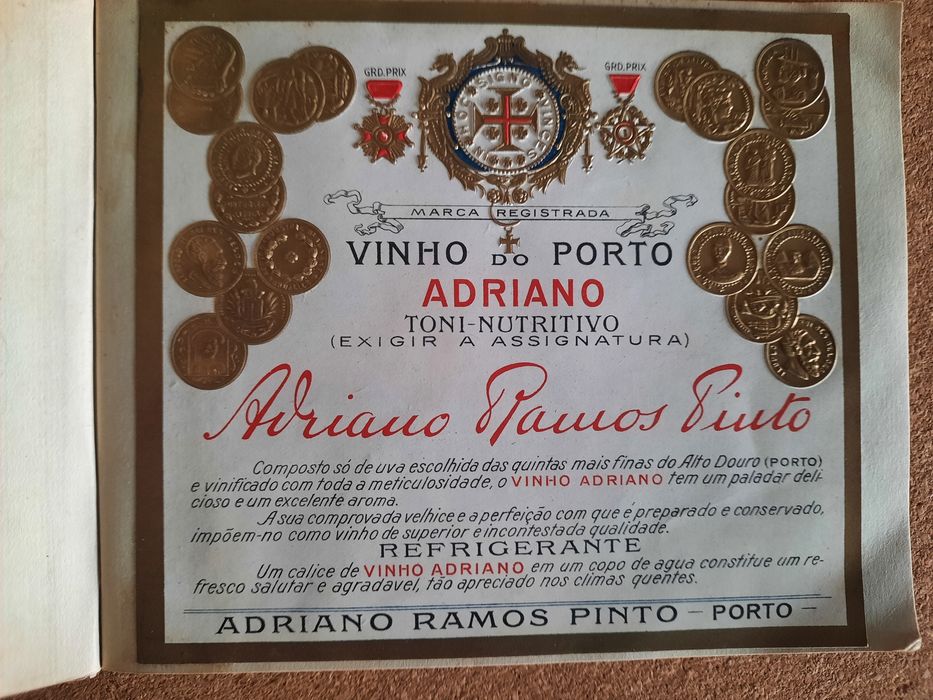 GRD. PRIX
GRD. PRIX
IN HOC SIGNO VINCES
MARCA REGISTRADA
VINHO DO PORTO
ADRIANO
TONI-NUTRITIVO
(EXIGIR A ASSIGNATURA)
Adriano Ramos Pinto
Composto só de uva escolhida das quintas mais finas do Alto Douro (PORTO)
e vinificado com toda a meticulosidade, o VINHO ADRIANO tem um paladar deli-
cioso e um excelente aroma.
A sua comprovada velhice e a perfeição com que é preparado e conservado,
impõem-no como vinho de superior e incontestada qualidade.
REFRIGERANTE
Um calice de VINHO ADRIANO em um copo de agua constitue um re-
fresco salutar e agradavel, tão apreciado nos climas quentes.
ADRIANO RAMOS PINTO - PORTO -